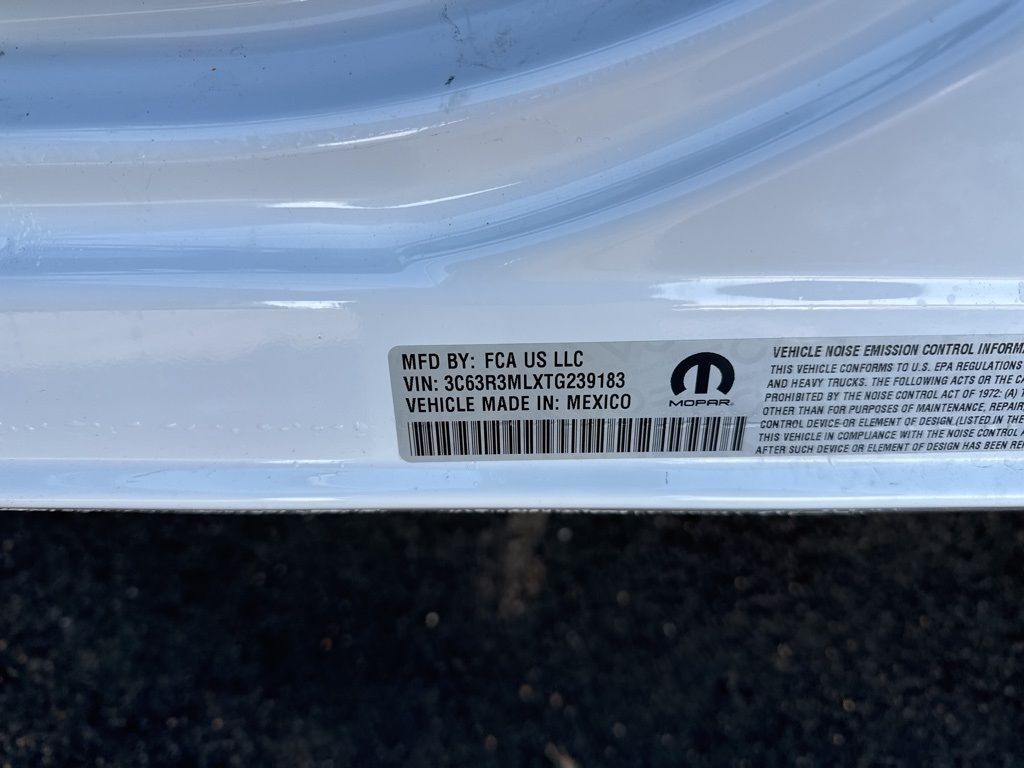 MFD BY: FCA US LLC
VIN: 3C63R3MLXTG239183
VEHICLE MADE IN: MEXICO
MOPAR
VEHICLE NOISE EMISSION CONTROL
THIS VEHICLE CONFORMS TO U.S. EPA REGULATIONS
AND HEAVY TRUCKS. THE FOLLOWING ACTS OR THE
PROHIBITED BY THE NOISE CONTROL ACT OF 1972: (A)
OTHER THAN FOR PURPOSES OF MAINTENANCE,
CONTROL DEVICE OR ELEMENT OF DESIGN (LISTED IN THE
THIS VEHICLE IN COMPLIANCE WITH THE NOISE CONTROL
AFTER SUCH DEVICE OR ELEMENT OF DESIGN HAS BEEN